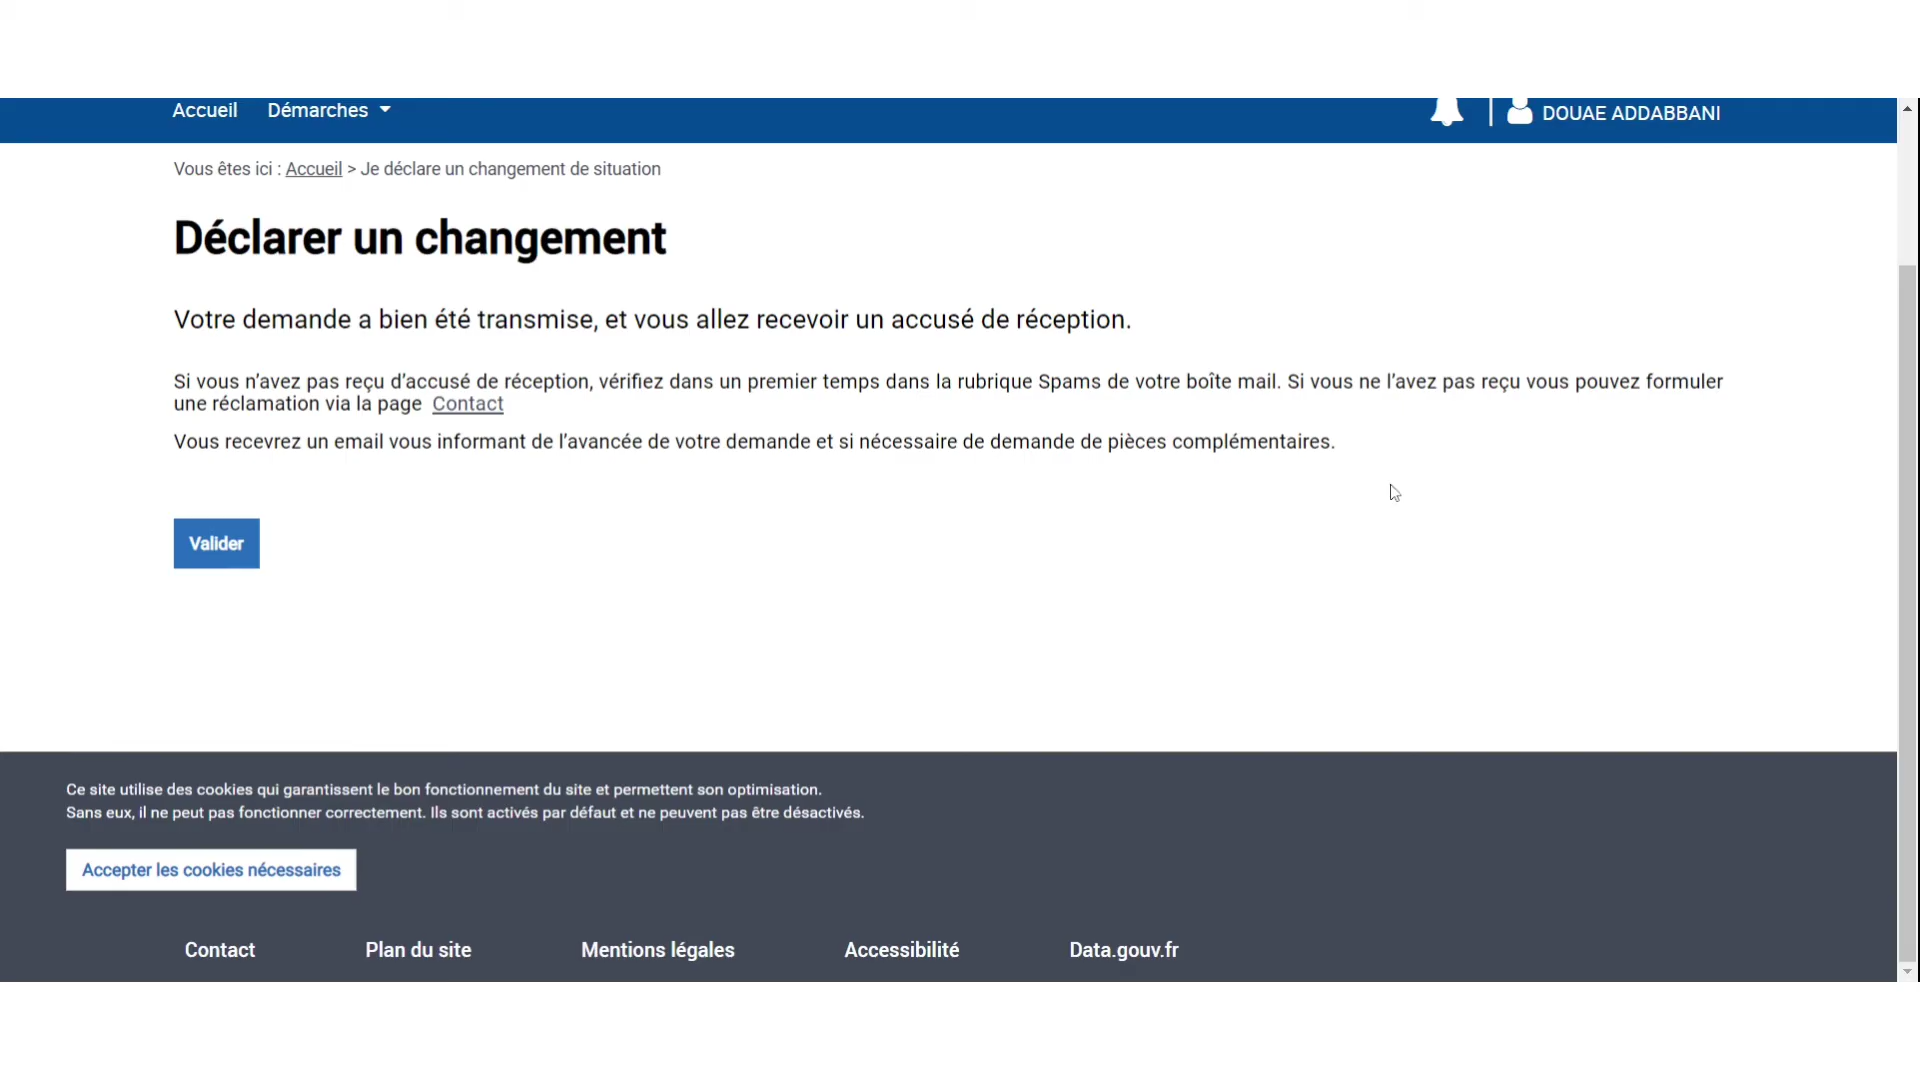 Accueil Démarches DOUAE ADDABBANI
Vous êtes ici : Accueil > Je déclare un changement de situation
Déclarer un changement
Votre demande a bien été transmise, et vous allez recevoir un accusé de réception.
Si vous n’avez pas reçu d’accusé de réception, vérifiez dans un premier temps dans la rubrique Spams de votre boîte mail. Si vous ne l’avez pas reçu vous pouvez formuler
une réclamation via la page Contact
Vous recevrez un email vous informant de l’avancée de votre demande et si nécessaire de demande de pièces complémentaires.
Valider
Ce site utilise des cookies qui garantissent le bon fonctionnement du site et permettent son optimisation.
Sans eux, il ne peut pas fonctionner correctement. Ils sont activés par défaut et ne peuvent pas être désactivés.
Accepter les cookies nécessaires
Contact Plan du site Mentions légales Accessibilité Data.gouv.fr